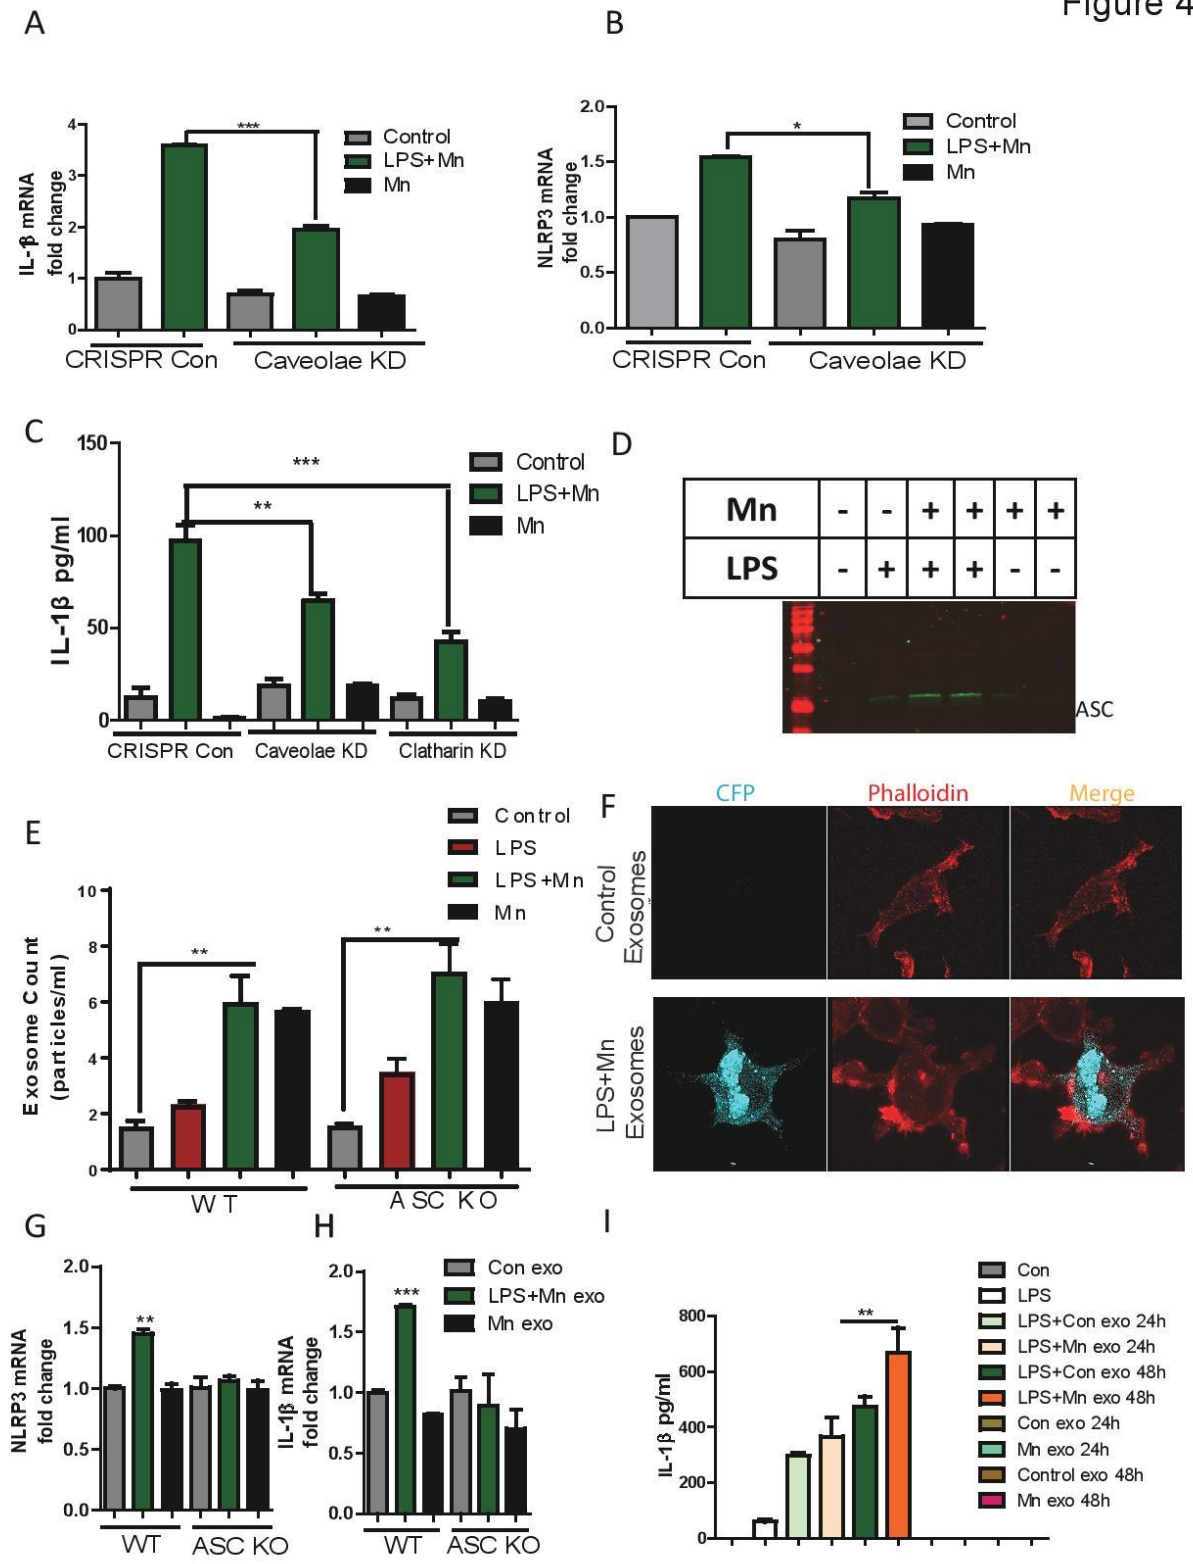 Figure 4
A
***
Control
LPS+Mn
Mn
IL-1β mRNA
fold change
4
3
2
1
0
CRISPR Con
Caveolae KD
B
*
Control
LPS+Mn
Mn
NLRP3 mRNA
fold change
2.0
1.5
1.0
0.5
0.0
CRISPR Con
Caveolae KD
C
***
**
Control
LPS+Mn
Mn
IL-1β pg/ml
150
100
50
0
CRISPR Con
Caveolae KD
Clatharin KD
D
Mn - - + + + +
LPS - + + + - -
ASC
E
Control
LPS
LPS+Mn
Mn
**
**
Exosome Count
(particles/ml)
10
8
6
4
2
0
WT
ASC KO
F
CFP
Phalloidin
Merge
Control
Exosomes
LPS+Mn
Exosomes
G
NLRP3 mRNA
fold change
2.0
1.5
1.0
0.5
0.0
**
WT
ASC KO
H
Con exo
LPS+Mn exo
Mn exo
IL-1β mRNA
fold change
2.0
1.5
1.0
0.5
0.0
***
WT
ASC KO
I
Con
LPS
LPS+Con exo 24h
LPS+Mn exo 24h
LPS+Con exo 48h
LPS+Mn exo 48h
Con exo 24h
Mn exo 24h
Control exo 48h
Mn exo 48h
**
IL-1β pg/ml
800
600
400
200
0